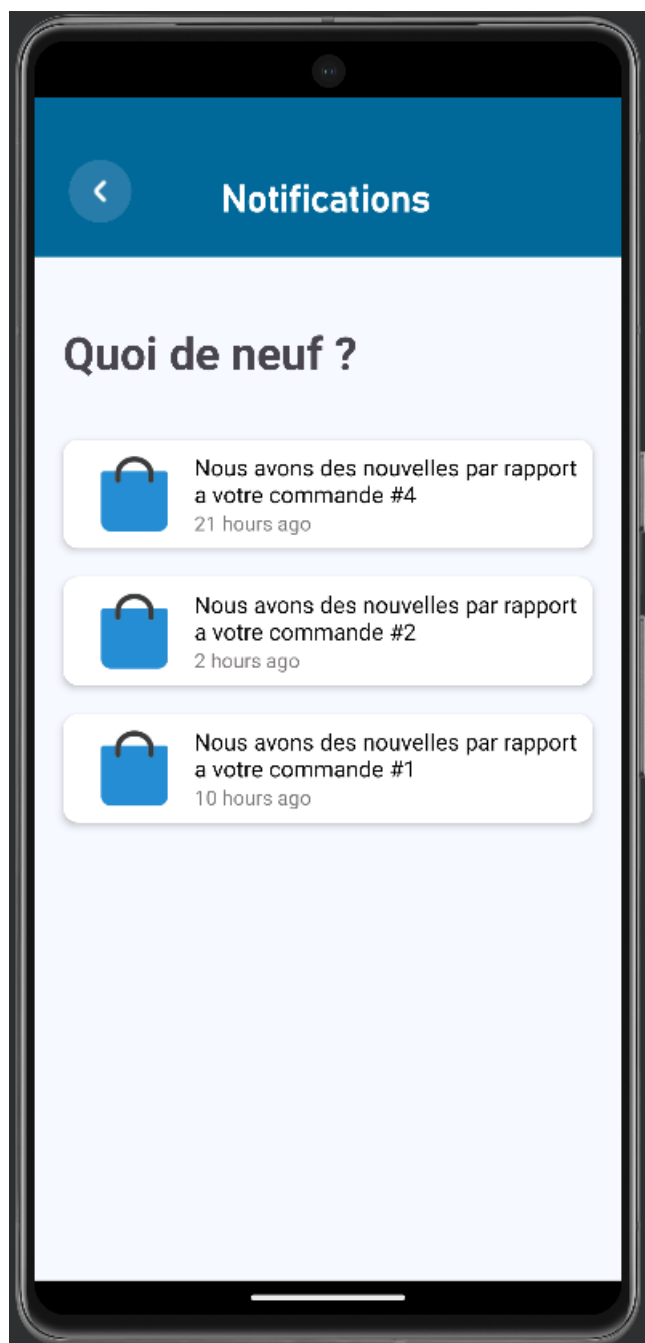 Notifications
Quoi de neuf ?
Nous avons des nouvelles par rapport
a votre commande #4
21 hours ago
Nous avons des nouvelles par rapport
a votre commande #2
2 hours ago
Nous avons des nouvelles par rapport
a votre commande #1
10 hours ago